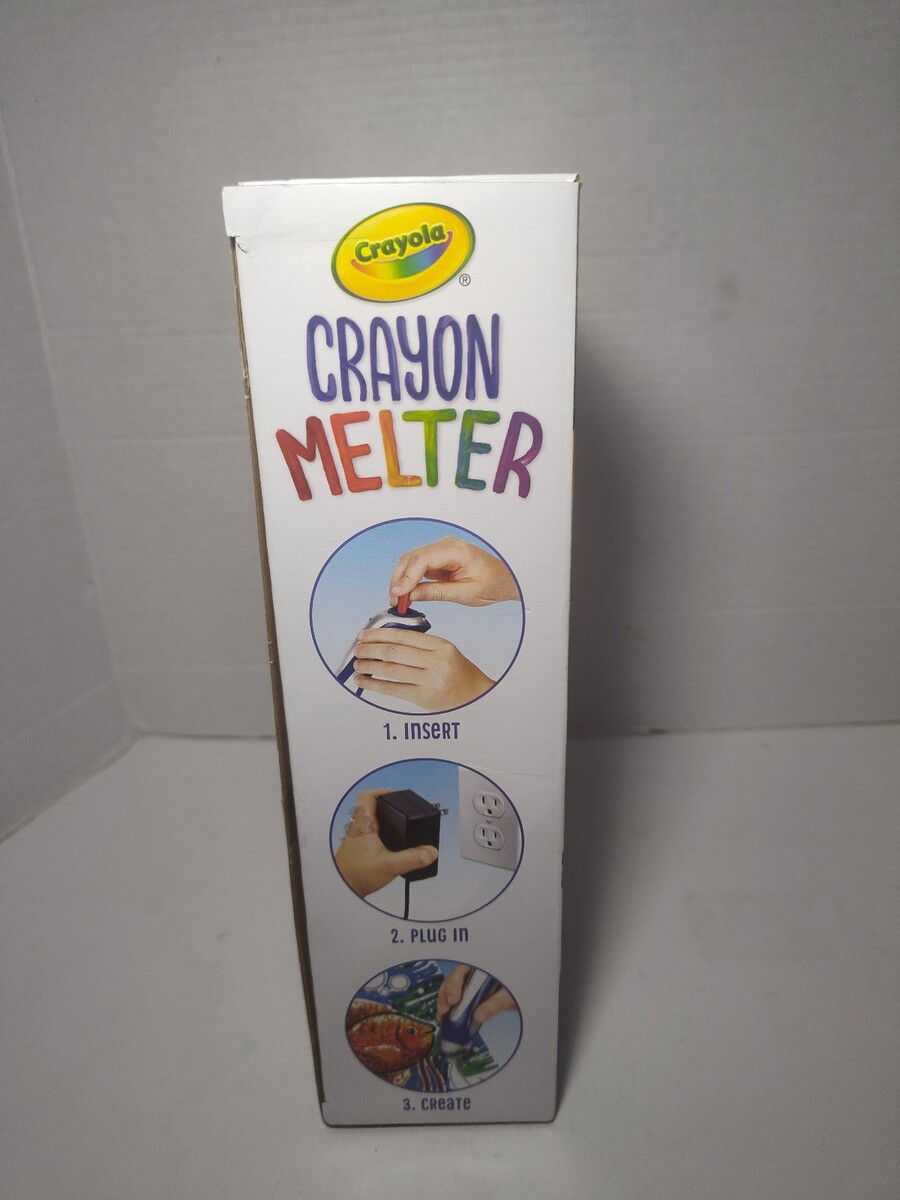 Crayola
®
CRAYON
MELTER
1. INSERT
2. PLUG IN
3. CREATE